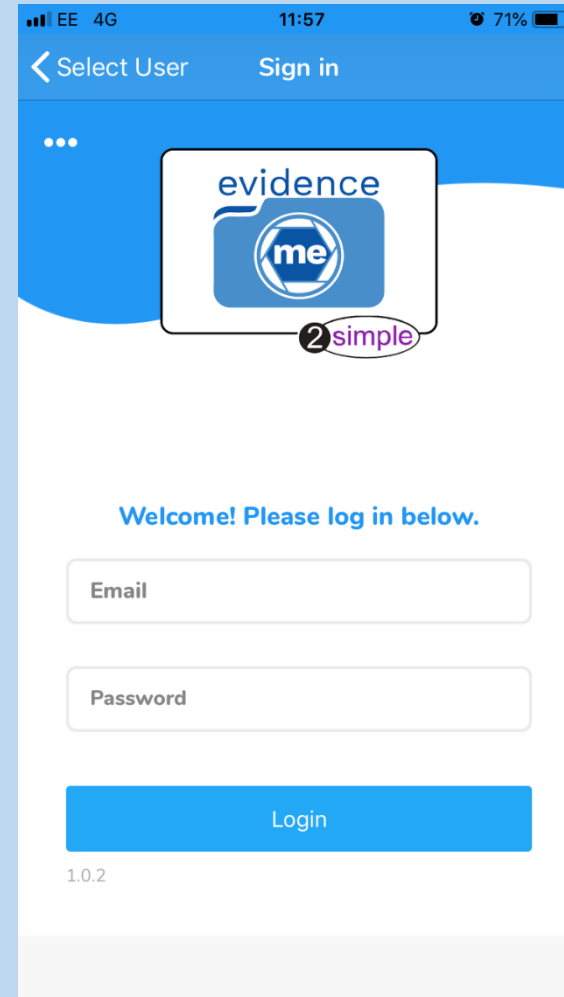 EE 4G 11:57 71%
Select User Sign in
evidence
me
2simple
Welcome! Please log in below.
Email
Password
Login
1.0.2